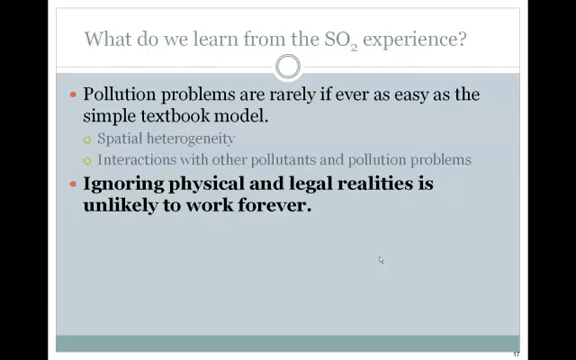 What do we learn from the SO₂ experience?
• Pollution problems are rarely if ever as easy as the
simple textbook model.
○ Spatial heterogeneity
○ Interactions with other pollutants and pollution problems
• Ignoring physical and legal realities is
unlikely to work forever.
17